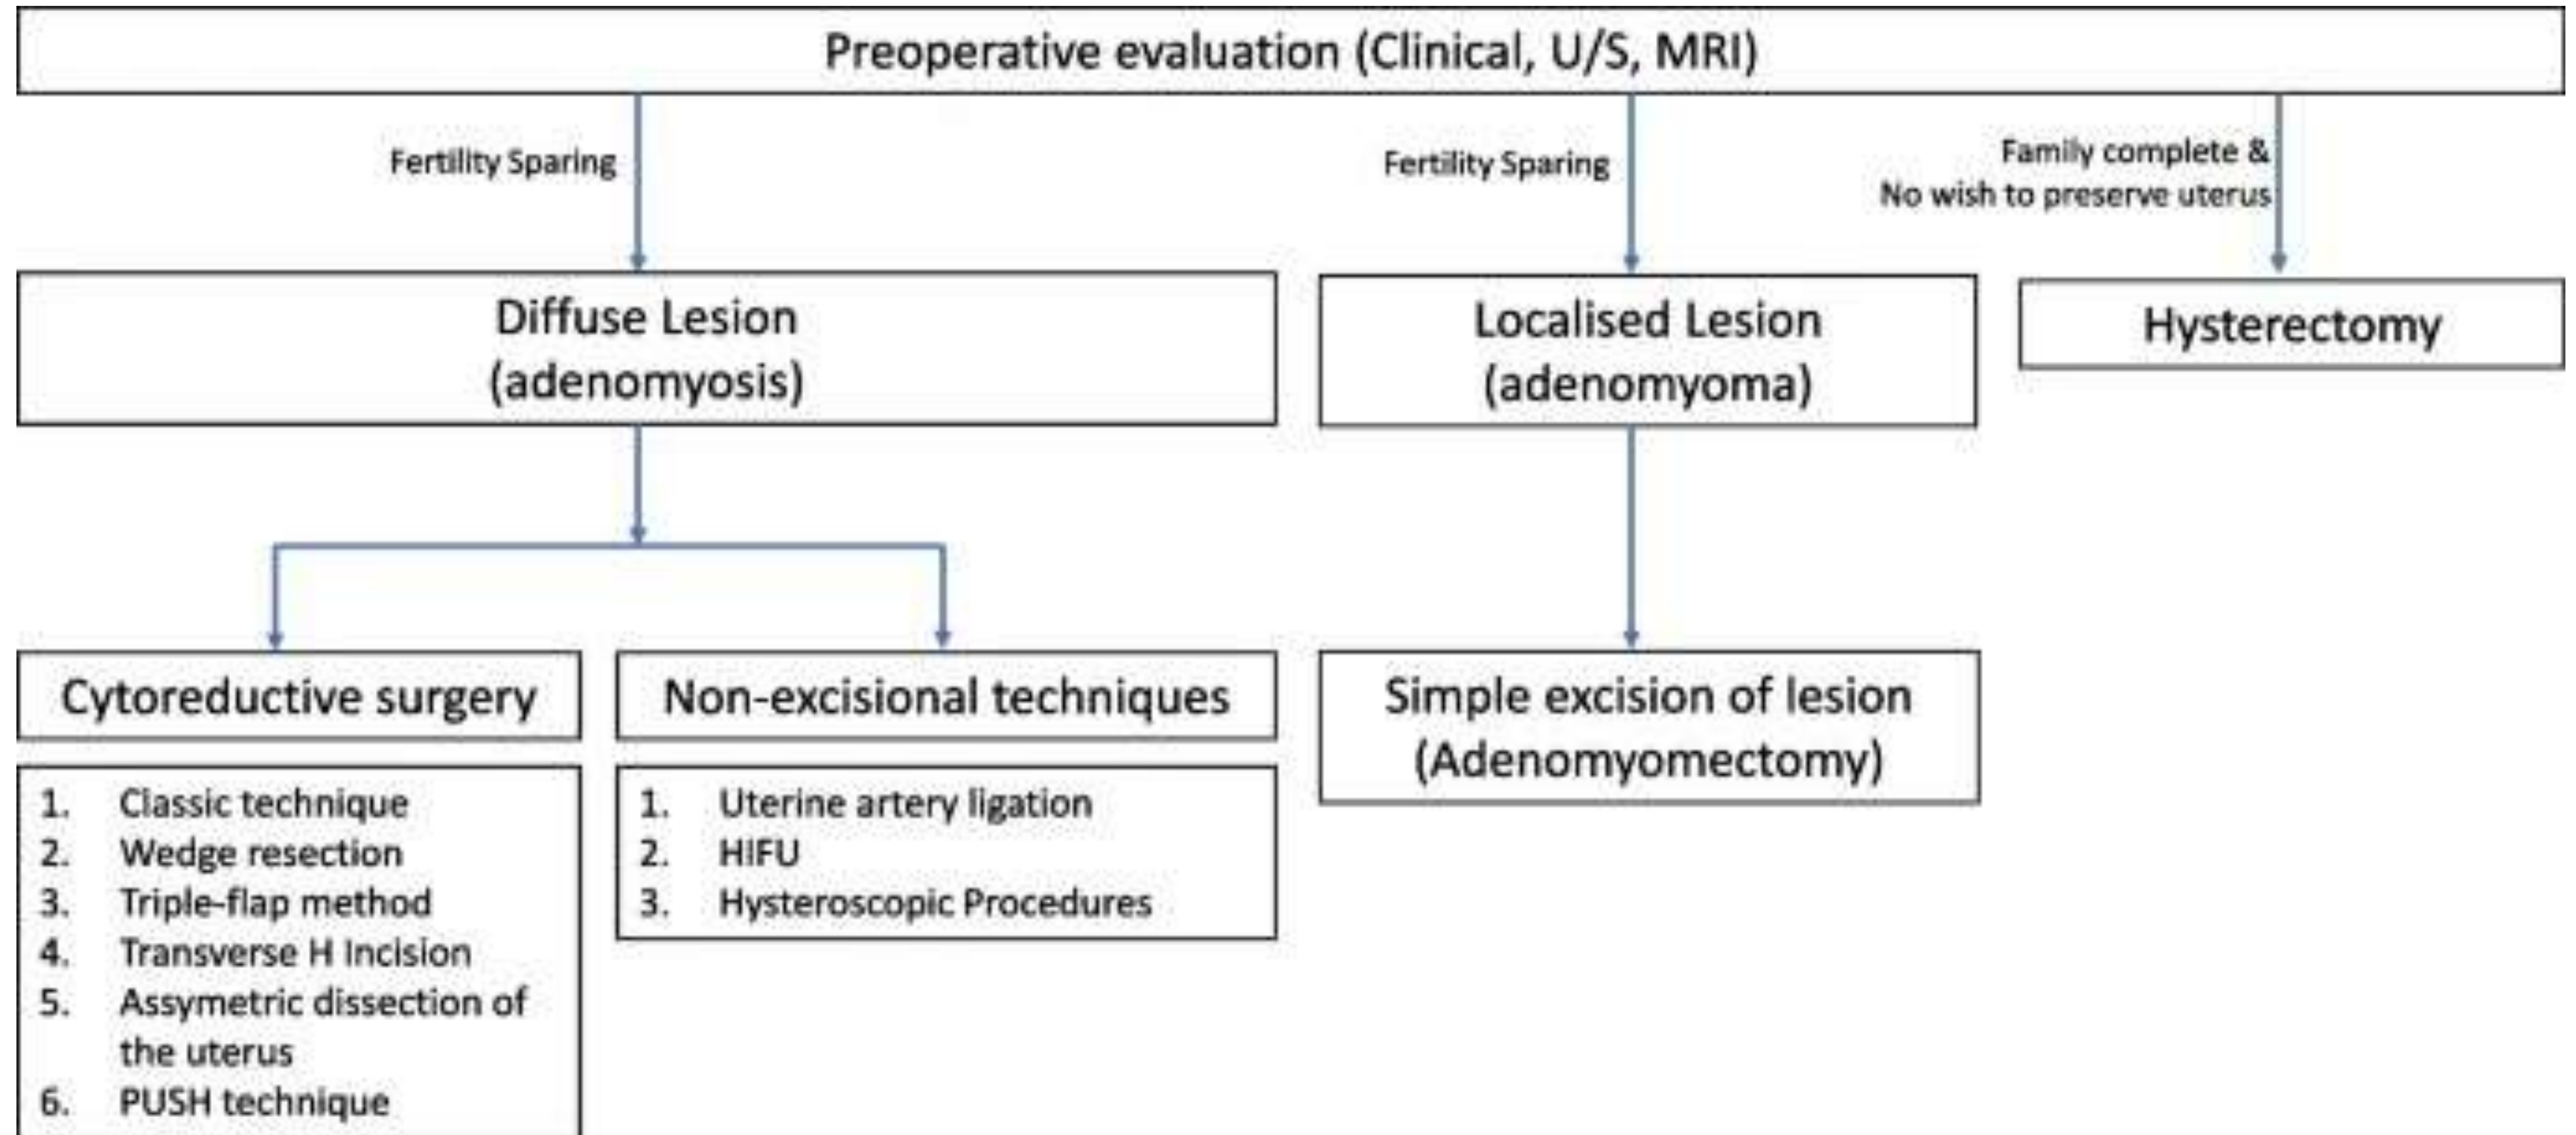 Preoperative evaluation (Clinical, U/S, MRI)
Fertility Sparing
Fertility Sparing
Family complete &
No wish to preserve uterus
Diffuse Lesion
(adenomyosis)
Localised Lesion
(adenomyoma)
Hysterectomy
Cytoreductive surgery
1. Classic technique
2. Wedge resection
3. Triple-flap method
4. Transverse H Incision
5. Assymetric dissection of
the uterus
6. PUSH technique
Non-excisional techniques
1. Uterine artery ligation
2. HIFU
3. Hysteroscopic Procedures
Simple excision of lesion
(Adenomyomectomy)